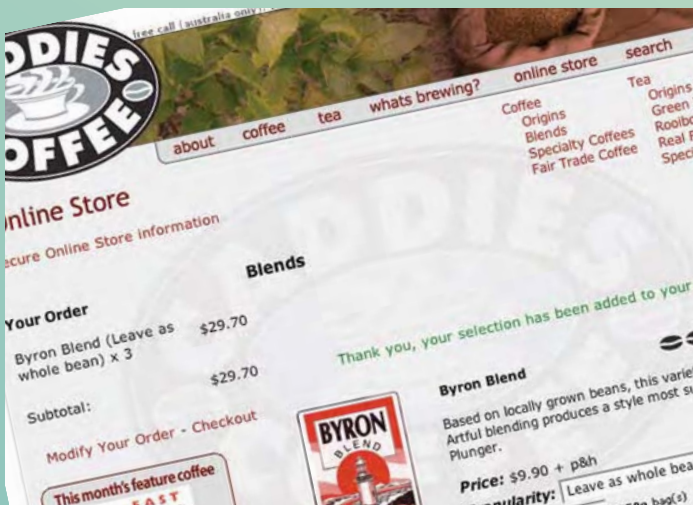 free call (australia only):
DDIES
COFFEE
about coffee tea whats brewing? online store search
Coffee
Origins
Blends
Specialty Coffees
Fair Trade Coffee
Tea
Origins
Green
Real
Online Store
Secure Online Store information
Blends
Your Order
Byron Blend (Leave as
whole bean) x 3
$29.70
Subtotal:
$29.70
Modify Your Order - Checkout
This month's feature coffee
EAST
Thank you, your selection has been added to your
BYRON
BLEND
Byron Blend
Based on locally grown beans, this
Artful blending produces a style most
Plunger.
Price: $9.90 + p&h
Leave as whole
bag(s)